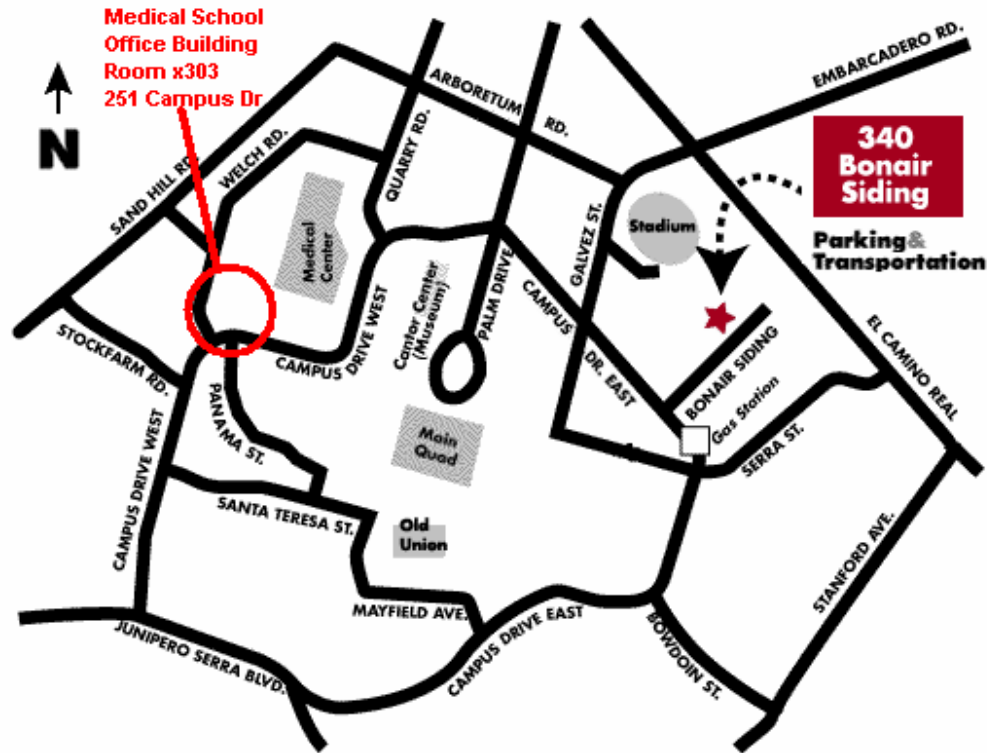 Medical School
Office Building
Room x303
251 Campus Dr
N
SAND HILL RD.
WELCH RD.
QUARRY RD.
ARBORETUM
RD.
EMBARCADERO RD.
340
Bonair
Siding
Parking&
Transportation
Medical
Center
Stadium
GALVEZ ST.
PALM DRIVE
Cantor Center
(Museum)
CAMPUS
DR. EAST
CAMPUS
DRIVE WEST
STOCKFARM RD.
PANAMA ST.
BONAIR SIDING
Gas Station
EL CAMINO REAL
SERRA ST.
Main
Quad
CAMPUS DRIVE WEST
SANTA TERESA ST.
Old
Union
STANFORD AVE.
MAYFIELD AVE.
CAMPUS DRIVE EAST
BOWDOIN ST.
JUNIPERO SERRA BLVD.